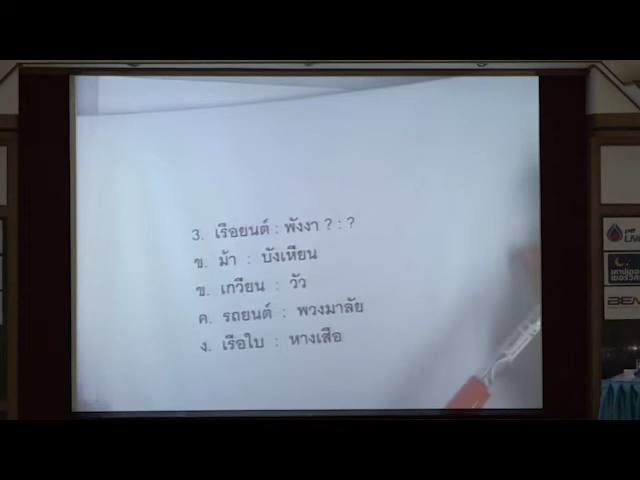 3. เรือยนต์ : พังงา ? : ?
ข. ม้า : บังเหียน
ข. เกวียน : วัว
ค. รถยนต์ : พวงมาลัย
ง. เรือใบ : หางเสือ
ptt